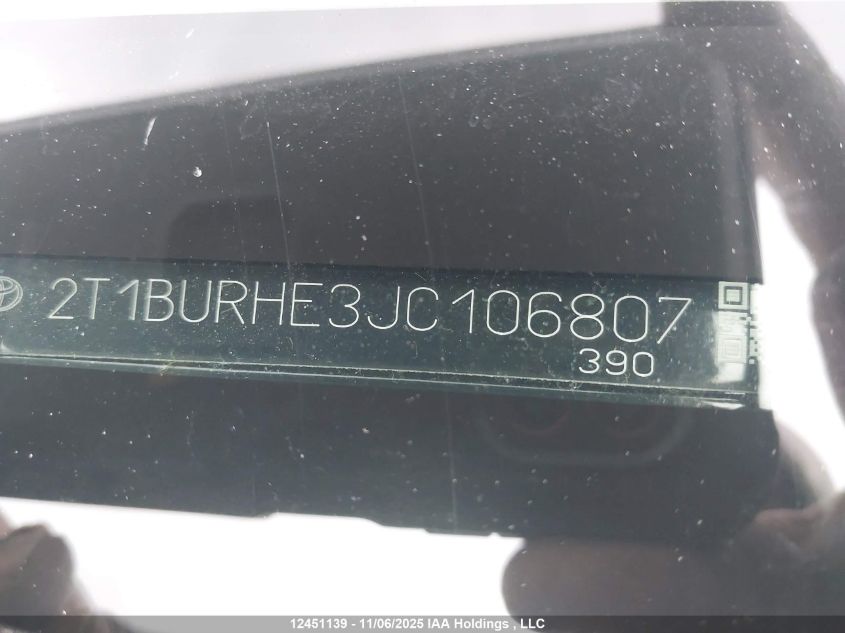 2T1BURHE3JC106807
390
12451139 - 11/06/2025 IAA Holdings , LLC